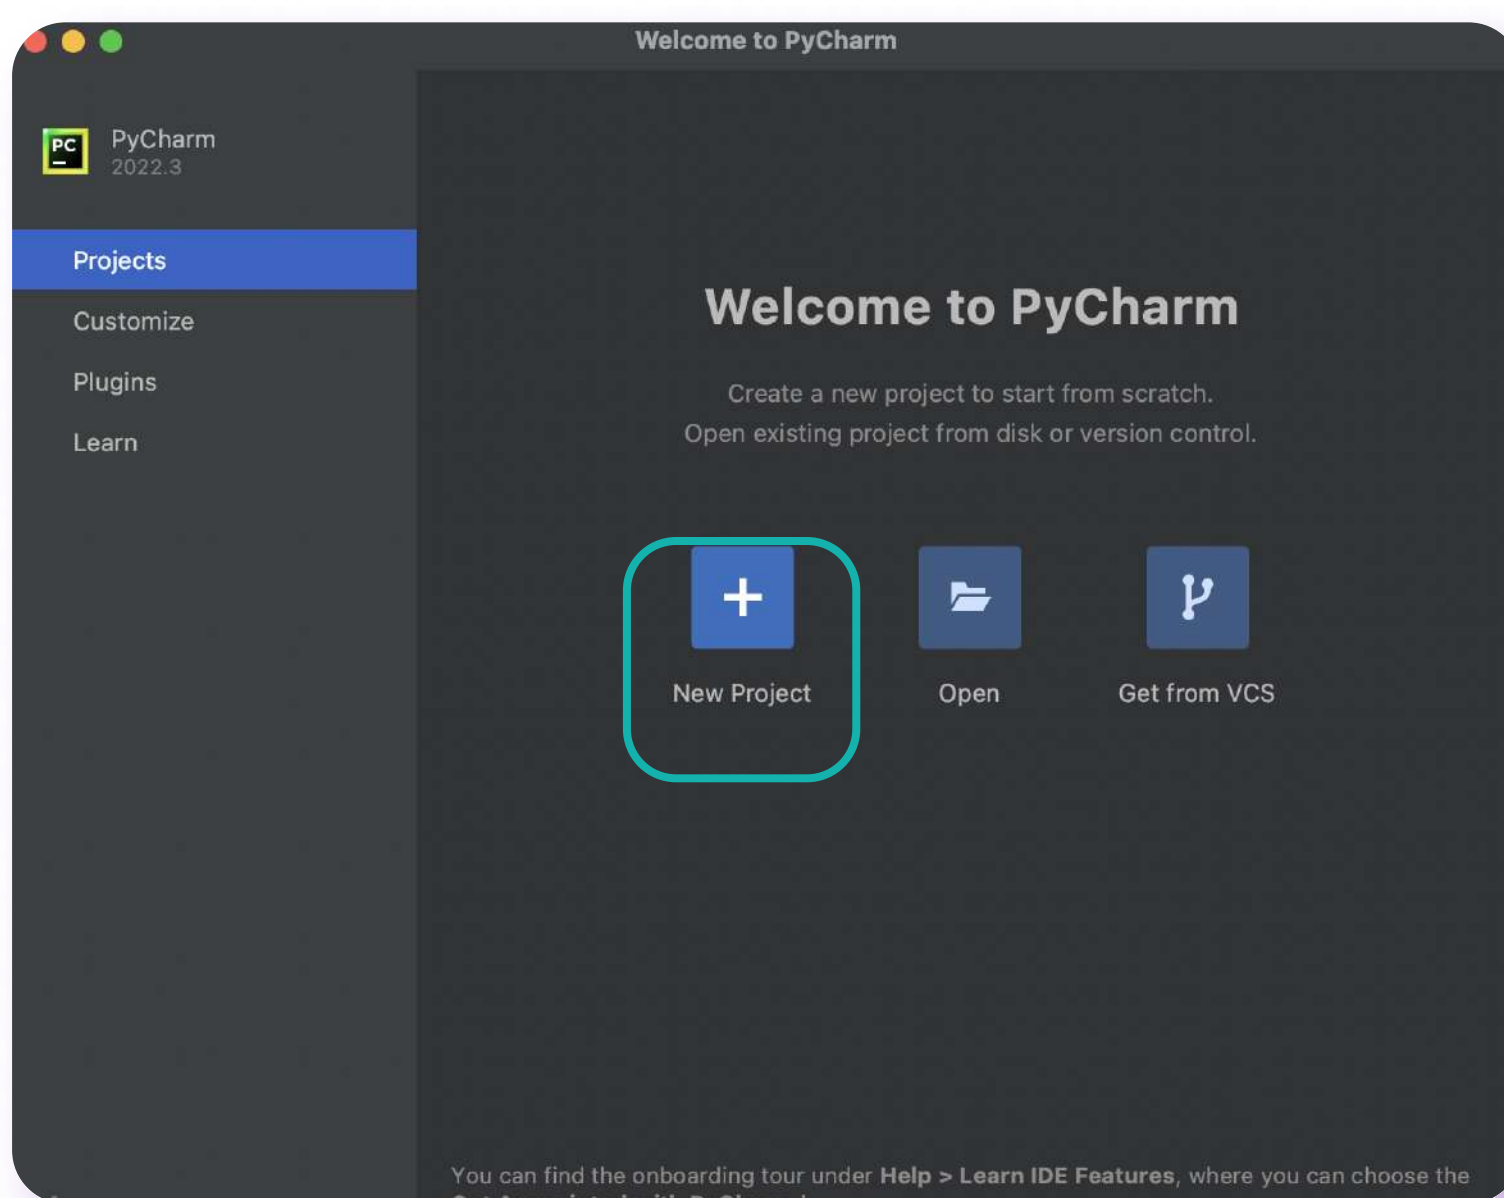 Welcome to PyCharm
PC
PyCharm
2022.3
Projects
Customize
Plugins
Learn
Welcome to PyCharm
Create a new project to start from scratch.
Open existing project from disk or version control.
New Project
Open
Get from VCS
You can find the onboarding tour under Help > Learn IDE Features, where you can choose the